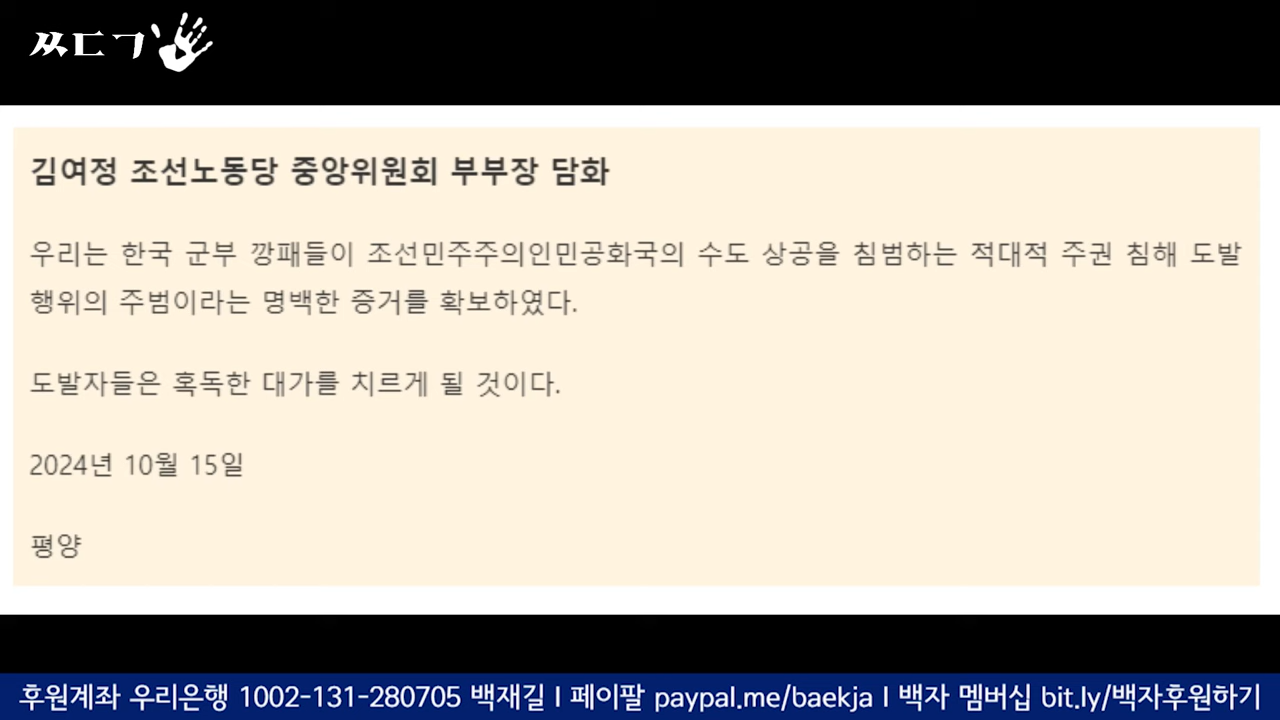 ㅆㄷㄱ
김여정 조선노동당 중앙위원회 부부장 담화
우리는 한국 군부 깡패들이 조선민주주의인민공화국의 수도 상공을 침범하는 적대적 주권 침해 도발
행위의 주범이라는 명백한 증거를 확보하였다.
도발자들은 혹독한 대가를 치르게 될 것이다.
2024년 10월 15일
평양
후원계좌 우리은행 1002-131-280705 백재길 I 페이팔 paypal.me/baekja I 백자 멤버십 bit.ly/백자후원하기